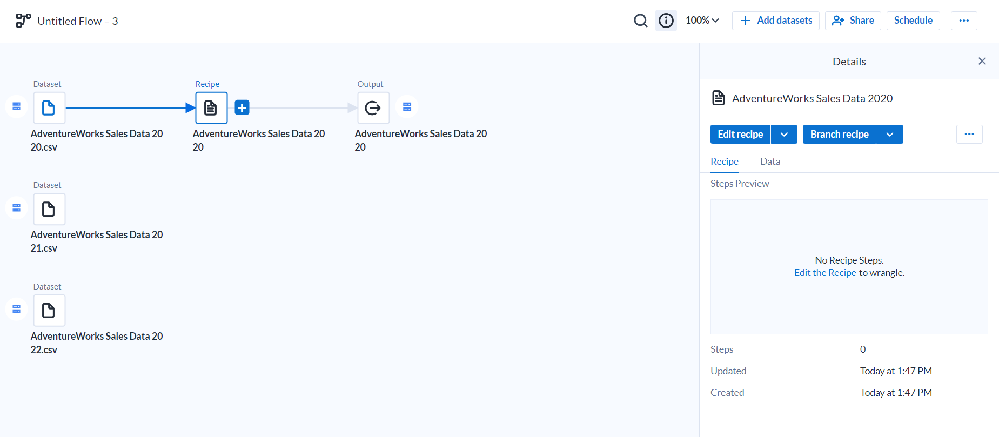 Untitled Flow – 3
100%
Add datasets
Share
Schedule
Dataset
AdventureWorks Sales Data 20
20.csv
Recipe
AdventureWorks Sales Data 20
20
Output
AdventureWorks Sales Data 20
20
Dataset
AdventureWorks Sales Data 20
21.csv
Dataset
AdventureWorks Sales Data 20
22.csv
Details
AdventureWorks Sales Data 2020
Edit recipe
Branch recipe
Recipe
Data
Steps Preview
No Recipe Steps.
Edit the Recipe to wrangle.
Steps 0
Updated Today at 1:47 PM
Created Today at 1:47 PM